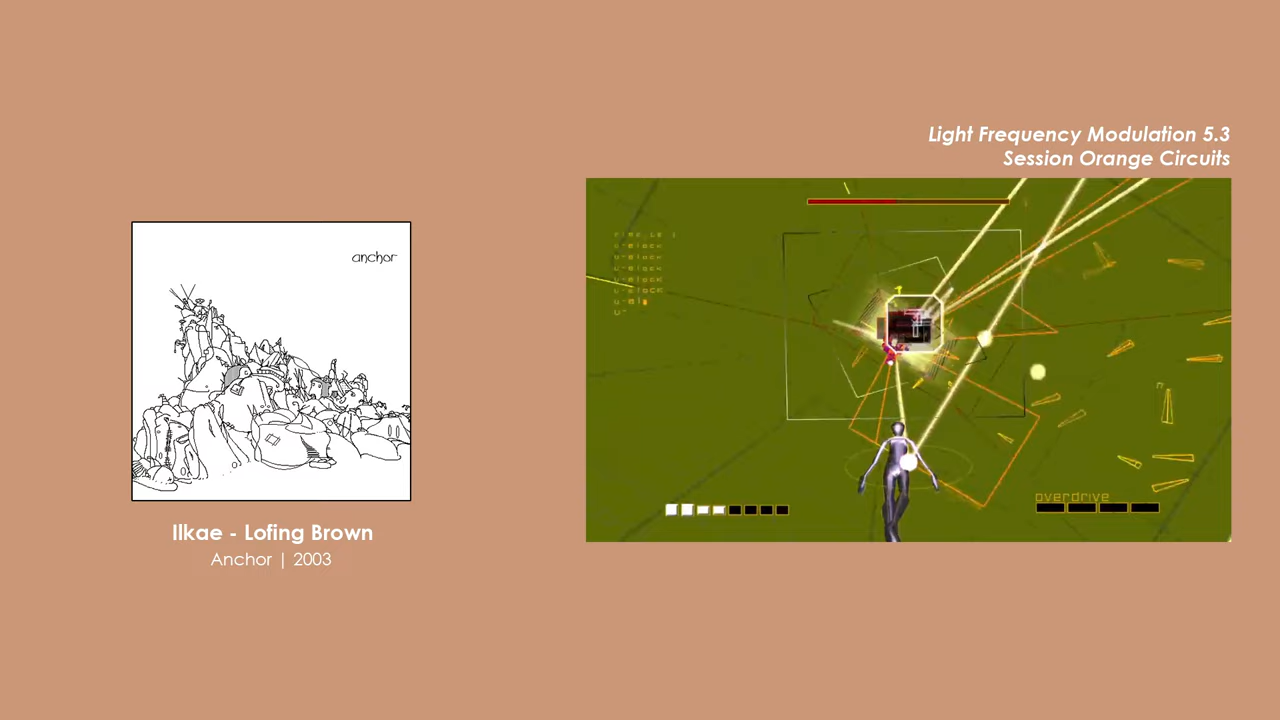 Light Frequency Modulation 5.3
Session Orange Circuits
anchor
Ilkae - Lofing Brown
Anchor | 2003
overdrive